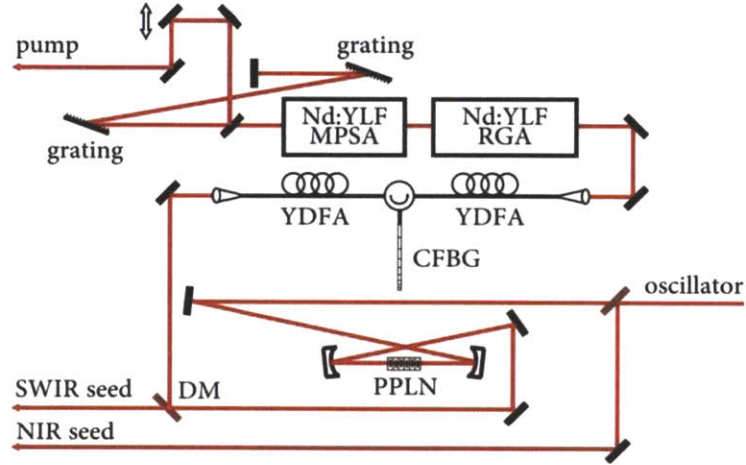 pump
grating
grating
Nd:YLF
MPSA
Nd:YLF
RGA
YDFA
YDFA
CFBG
oscillator
PPLN
SWIR seed
DM
NIR seed